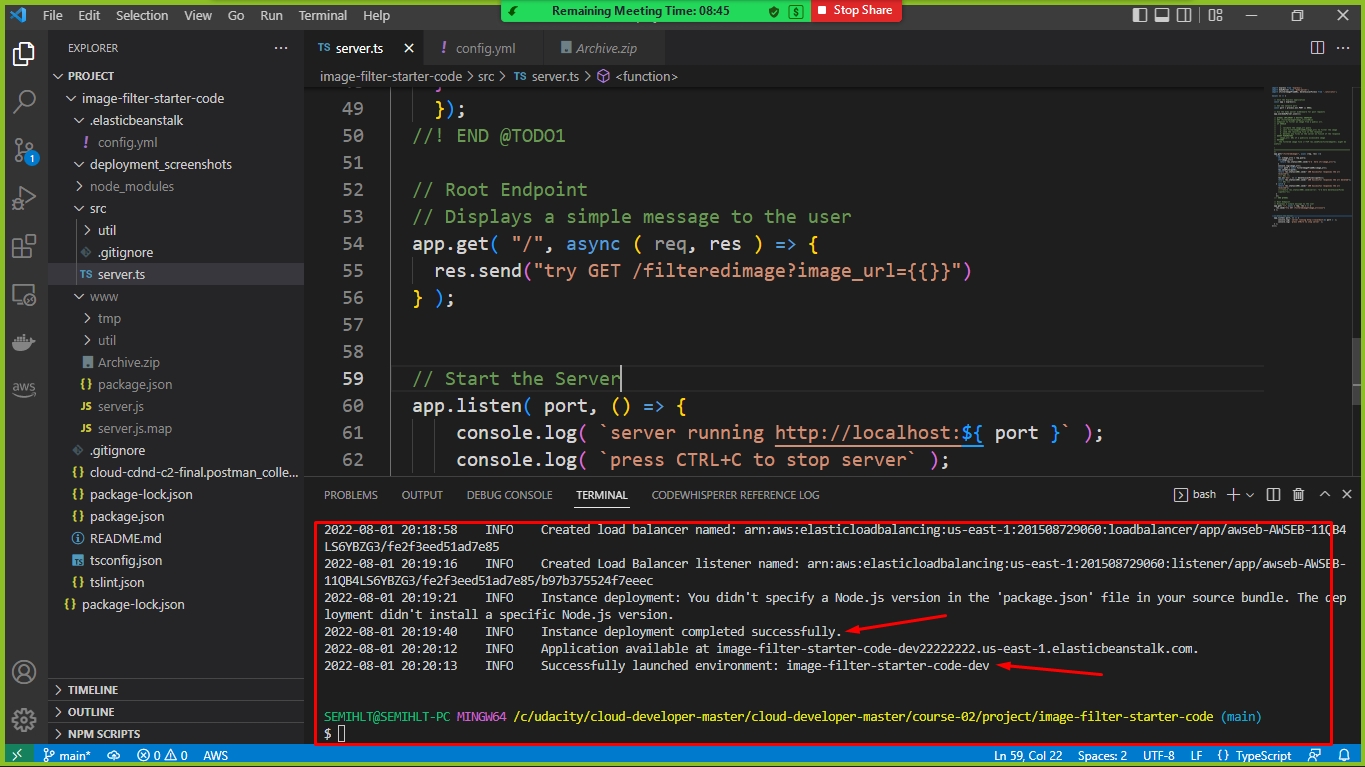 File Edit Selection View Go Run Terminal Help
Remaining Meeting Time: 08:45
Stop Share
EXPLORER
PROJECT
image-filter-starter-code
.elasticbeanstalk
! config.yml
deployment_screenshots
node_modules
src
util
.gitignore
TS server.ts
www
tmp
util
Archive.zip
{} package.json
JS server.js
JS server.js.map
.gitignore
{} cloud-cdnd-c2-final.postman_colle...
{} package-lock.json
{} package.json
README.md
tsconfig.json
{} tslint.json
{} package-lock.json
TIMELINE
OUTLINE
NPM SCRIPTS
1
aws
TS server.ts
! config.yml
Archive.zip
image-filter-starter-code > src > TS server.ts > <function>
49 });
50 //! END @TODO1
51
52 // Root Endpoint
53 // Displays a simple message to the user
54 app.get( "/", async ( req, res ) => {
55 res.send("try GET /filteredimage?image_url={{}}")
56 } );
57
58
59 // Start the Server
60 app.listen( port, () => {
61 console.log( `server running http://localhost:${ port }` );
62 console.log( `press CTRL+C to stop server` );
PROBLEMS OUTPUT DEBUG CONSOLE TERMINAL CODEWHISPERER REFERENCE LOG
bash
2022-08-01 20:18:58 INFO Created load balancer named: arn:aws:elasticloadbalancing:us-east-1:201508729060:loadbalancer/app/awseb-AWSEB-11QB4
LS6YBZG3/fe2f3eed51ad7e85
2022-08-01 20:19:16 INFO Created Load Balancer listener named: arn:aws:elasticloadbalancing:us-east-1:201508729060:listener/app/awseb-AWSEB-
11QB4LS6YBZG3/fe2f3eed51ad7e85/b97b375524f7eeec
2022-08-01 20:19:21 INFO Instance deployment: You didn't specify a Node.js version in the 'package.json' file in your source bundle. The dep
loyment didn't install a specific Node.js version.
2022-08-01 20:19:40 INFO Instance deployment completed successfully.
2022-08-01 20:20:12 INFO Application available at image-filter-starter-code-dev22222222.us-east-1.elasticbeanstalk.com.
2022-08-01 20:20:13 INFO Successfully launched environment: image-filter-starter-code-dev
SEMIHLT@SEMIHLT-PC MINGW64 /c/udacity/cloud-developer-master/cloud-developer-master/course-02/project/image-filter-starter-code (main)
$
main* 0 0 AWS
Ln 59, Col 22 Spaces: 2 UTF-8 LF {} TypeScript